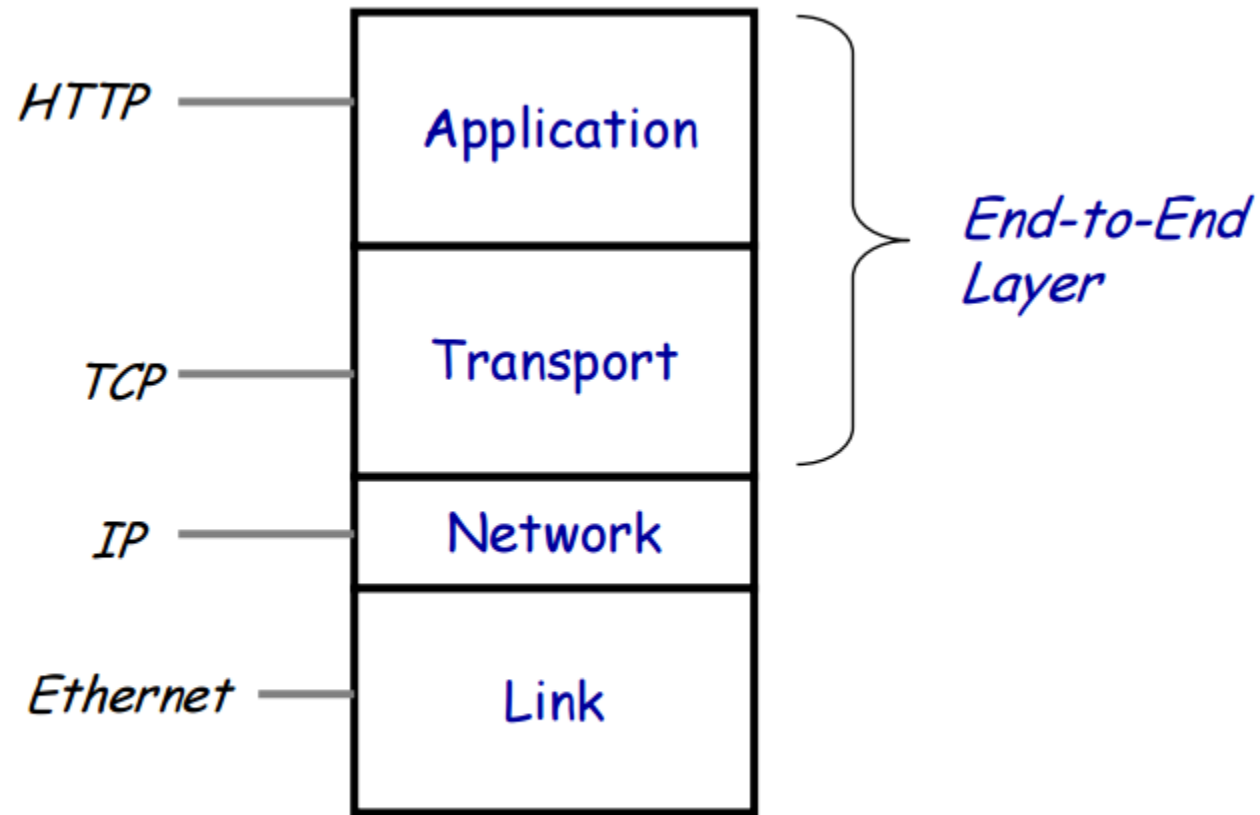 HTTP
Application
End-to-End
Layer
TCP
Transport
IP
Network
Ethernet
Link